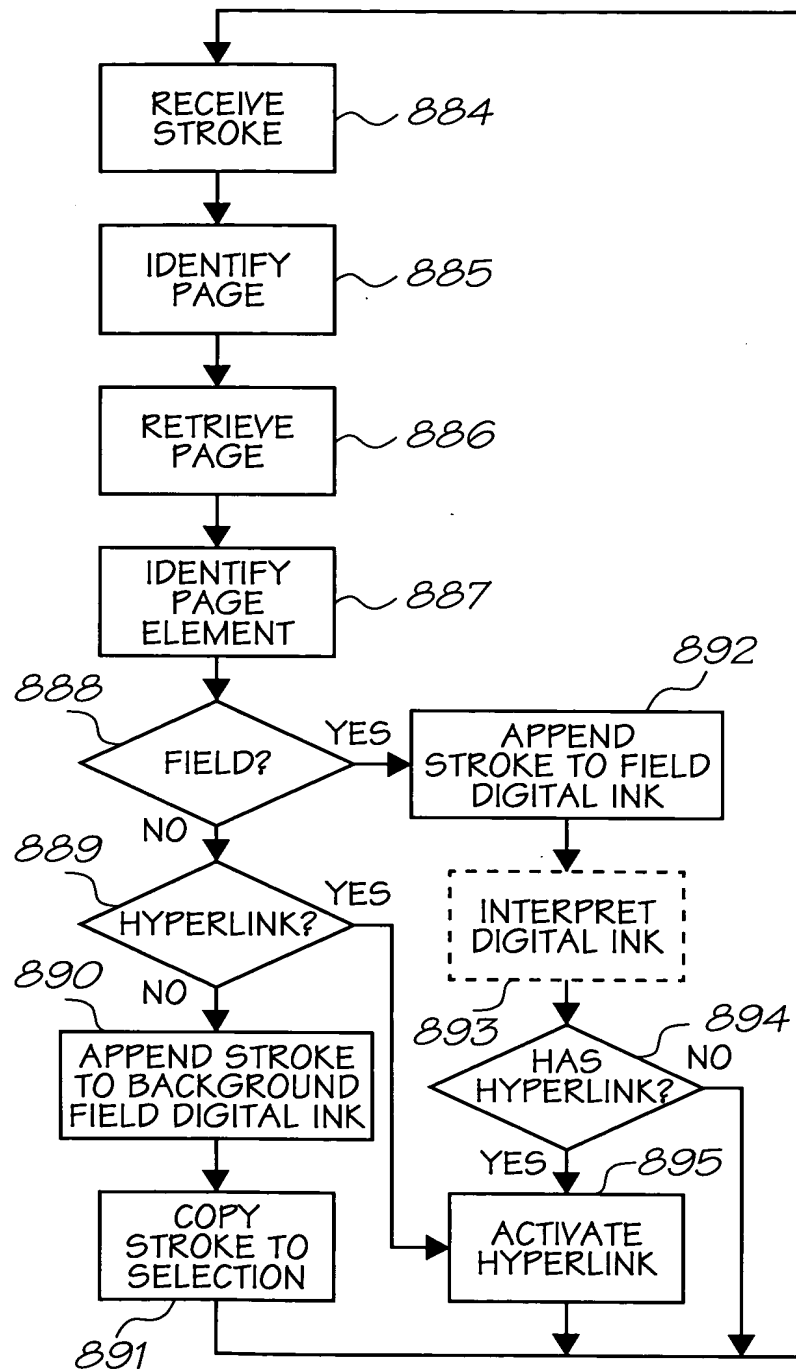 RECEIVE
STROKE
884
IDENTIFY
PAGE
885
RETRIEVE
PAGE
886
IDENTIFY
PAGE
ELEMENT
887
888
FIELD?
YES
NO
892
APPEND
STROKE TO FIELD
DIGITAL INK
889
HYPERLINK?
YES
NO
INTERPRET
DIGITAL INK
893
890
APPEND STROKE
TO BACKGROUND
FIELD DIGITAL INK
894
HAS
HYPERLINK?
NO
YES
895
COPY
STROKE TO
SELECTION
891
ACTIVATE
HYPERLINK